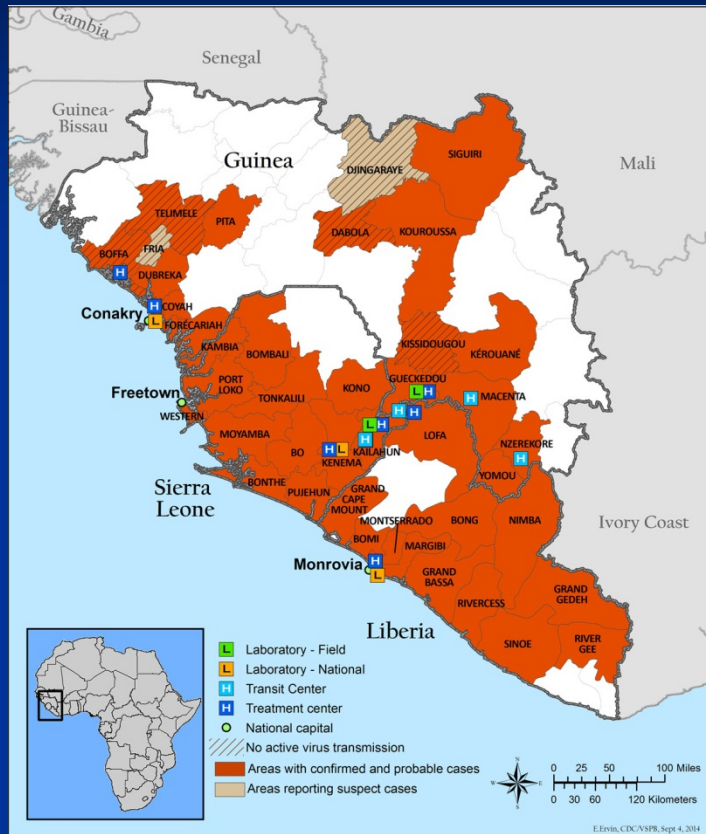 Gambia
Senegal
Guinea-
Bissau
Guinea
Mali
DJINGARAYE
SIGUIRI
TELIMELE
PITA
DABOLA
KOUROUSSA
BOFFA
FRIA
DUBREKA
H
H
COYAH
Conakry
L
FORÉCARIAH
KISSIDOUGOU
KÉROUANÉ
KAMBIA
BOMBALI
GUECKEDOU
KONO
L H
MACENTA
H
PORT
LOKO
Freetown
TONKALILI
H H
WESTERN
L H
LOFA
NZEREKORE
MOYAMBA
H
KAILAHUN
BO
H L
KENEMA
H
YOMOU
BONTHE
PUJEHUN
GRAND
CAPE
MOUNT
Sierra
Leone
MONTSERRADO
BONG
NIMBA
Ivory Coast
BOMI
MARGIBI
Monrovia
H
L
GRAND
BASSA
GRAND
GEDEH
RIVERCESS
Liberia
SINOE
RIVER
GEE
L Laboratory - Field
L Laboratory - National
H Transit Center
H Treatment center
National capital
No active virus transmission
Areas with confirmed and probable cases
Areas reporting suspect cases
N
W E
S
0 25 50 100 Miles
0 30 60 120 Kilometers
E.Ervin, CDC/VSPB, Sept 4, 2014